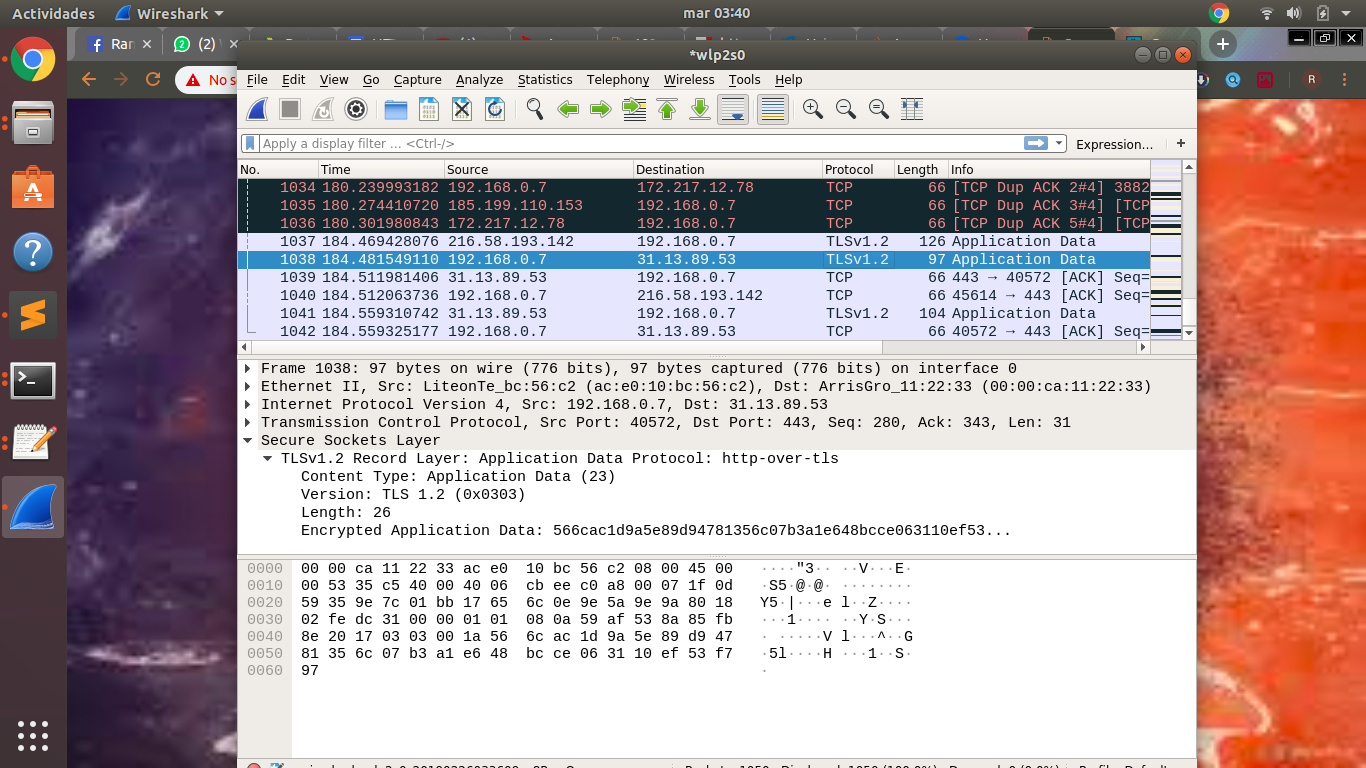 Actividades Wireshark mar 03:40
Ran (2)
No s R
*wlp2s0
File Edit View Go Capture Analyze Statistics Telephony Wireless Tools Help
Apply a display filter ... <Ctrl-/> Expression... +
No. Time Source Destination Protocol Length Info
1034 180.239993182 192.168.0.7 172.217.12.78 TCP 66 [TCP Dup ACK 2#4] 3882
1035 180.274410720 185.199.110.153 192.168.0.7 TCP 66 [TCP Dup ACK 3#4] [TCP
1036 180.301980843 172.217.12.78 192.168.0.7 TCP 66 [TCP Dup ACK 5#4] [TCP
1037 184.469428076 216.58.193.142 192.168.0.7 TLSv1.2 126 Application Data
1038 184.481549110 192.168.0.7 31.13.89.53 TLSv1.2 97 Application Data
1039 184.511981406 31.13.89.53 192.168.0.7 TCP 66 443 → 40572 [ACK] Seq=
1040 184.512063736 192.168.0.7 216.58.193.142 TCP 66 45614 → 443 [ACK] Seq=
1041 184.559310742 31.13.89.53 192.168.0.7 TLSv1.2 104 Application Data
1042 184.559325177 192.168.0.7 31.13.89.53 TCP 66 40572 → 443 [ACK] Seq=
Frame 1038: 97 bytes on wire (776 bits), 97 bytes captured (776 bits) on interface 0
Ethernet II, Src: LiteonTe_bc:56:c2 (ac:e0:10:bc:56:c2), Dst: ArrisGro_11:22:33 (00:00:ca:11:22:33)
Internet Protocol Version 4, Src: 192.168.0.7, Dst: 31.13.89.53
Transmission Control Protocol, Src Port: 40572, Dst Port: 443, Seq: 280, Ack: 343, Len: 31
Secure Sockets Layer
TLSv1.2 Record Layer: Application Data Protocol: http-over-tls
Content Type: Application Data (23)
Version: TLS 1.2 (0x0303)
Length: 26
Encrypted Application Data: 566cac1d9a5e89d94781356c07b3a1e648bcce063110ef53...
0000 00 00 ca 11 22 33 ac e0 10 bc 56 c2 08 00 45 00 ····"3·· ··V···E·
0010 00 53 35 c5 40 00 40 06 cb ee c0 a8 00 07 1f 0d ·S5·@·@· ········
0020 59 35 9e 7c 01 bb 17 65 6c 0e 9e 5a 9e 9a 80 18 Y5·|···e l··Z····
0030 02 fe dc 31 00 00 01 01 08 0a 59 af 53 8a 85 fb ···1···· ··Y·S···
0040 8e 20 17 03 03 00 1a 56 6c ac 1d 9a 5e 89 d9 47 · ·····V l···^··G
0050 81 35 6c 07 b3 a1 e6 48 bc ce 06 31 10 ef 53 f7 ·5l····H ···1··S·
0060 97 ·